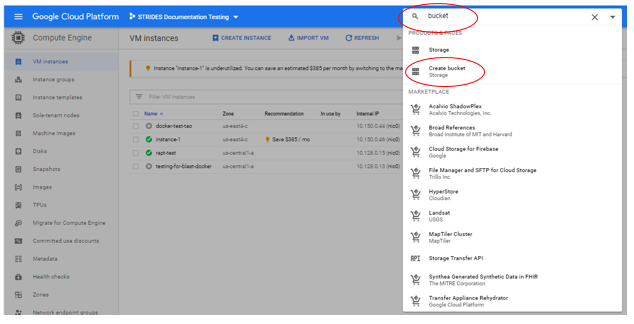 Google Cloud Platform
STRIDES Documentation Testing
bucket
Compute Engine
VM instances
CREATE INSTANCE
IMPORT VM
REFRESH
PRODUCTS & PAGES
Storage
Create bucket
Storage
MARKETPLACE
Acalvio ShadowPlex
Acalvio Technologies, Inc.
Broad References
Broad Institute of MIT and Harvard
Cloud Storage for Firebase
Google
File Manager and SFTP for Cloud Storage
Trillo Inc.
HyperStore
Cloudian
Landsat
USGS
MapTiler Cluster
MapTiler
API
Storage Transfer API
Synthea Generated Synthetic Data in FHIR
The MITRE Corporation
Transfer Appliance Rehydrator
Google Cloud Platform
VM instances
Instance groups
Instance templates
Sole-tenant nodes
Machine images
Disks
Snapshots
Images
TPUs
Migrate for Compute Engine
Committed use discounts
Metadata
Health checks
Zones
Network endpoint groups
Instance "instance-1" is underutilized. You can save an estimated $385 per month by switching to the ma
Filter VM instances
Name Zone Recommendation In use by Internal IP
docker-test-teo us-east4-c 10.150.0.44 (nic0)
instance-1 us-east4-c Save $385 / mo 10.150.0.46 (nic0)
rapt-test us-central1-a 10.128.0.15 (nic0)
testing-for-blast-docker us-central1-a 10.128.0.13 (nic0)